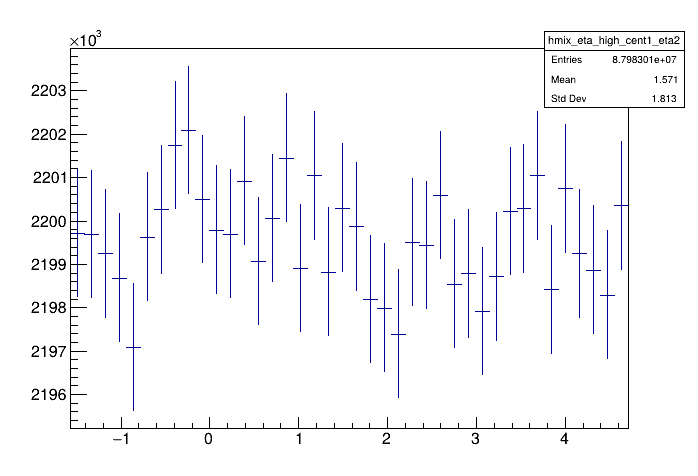 ×10³
hmix_eta_high_cent1_eta2
Entries 8.798301e+07
Mean 1.571
Std Dev 1.813
2203
2202
2201
2200
2199
2198
2197
2196
−1 0 1 2 3 4